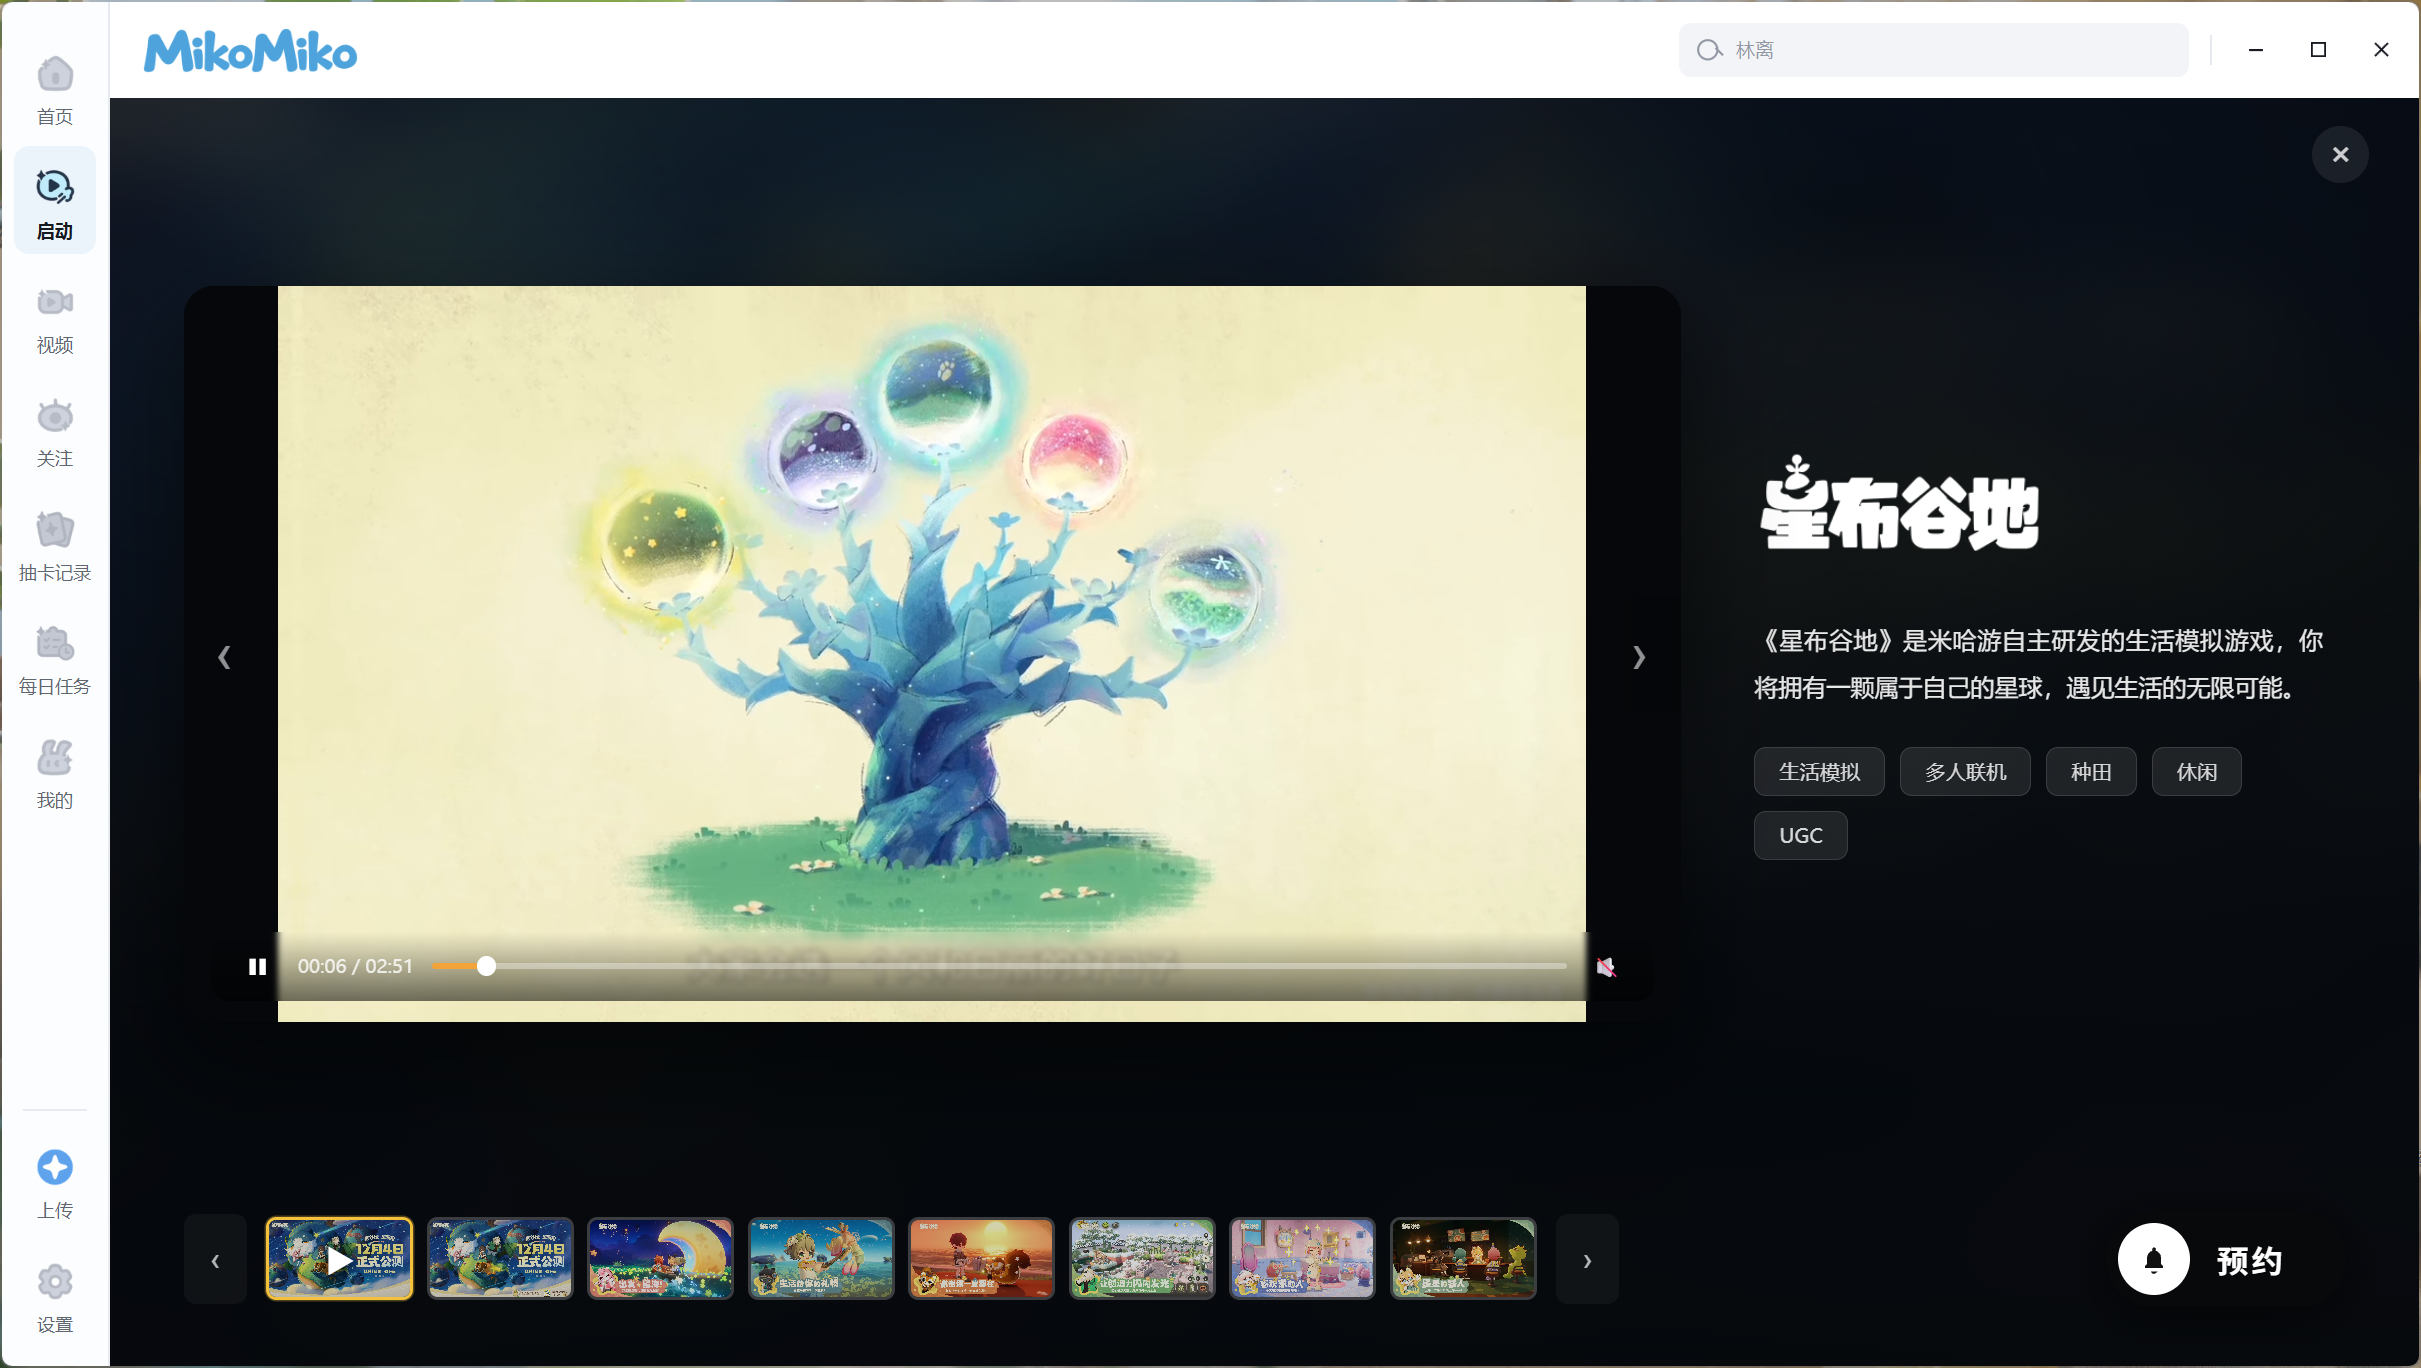 MikoMiko
林离
首页
启动
视频
关注
抽卡记录
每日任务
我的
上传
设置
星布谷地
《星布谷地》是米哈游自主研发的生活模拟游戏，你
将拥有一颗属于自己的星球，遇见生活的无限可能。
生活模拟
多人联机
种田
休闲
UGC
00:06 / 02:51
12月4日
正式公测
12月4日
正式公测
预约